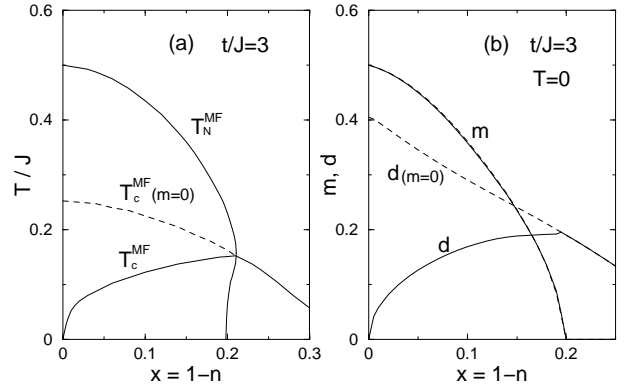 (a) t/J=3
T_N^MF
T_c^MF (m=0)
T_c^MF
T / J
0.6
0.4
0.2
0
0 0.1 0.2 0.3
x = 1−n
(b) t/J=3
T=0
m
d (m=0)
d
m, d
0.6
0.4
0.2
0
0 0.1 0.2
x = 1−n